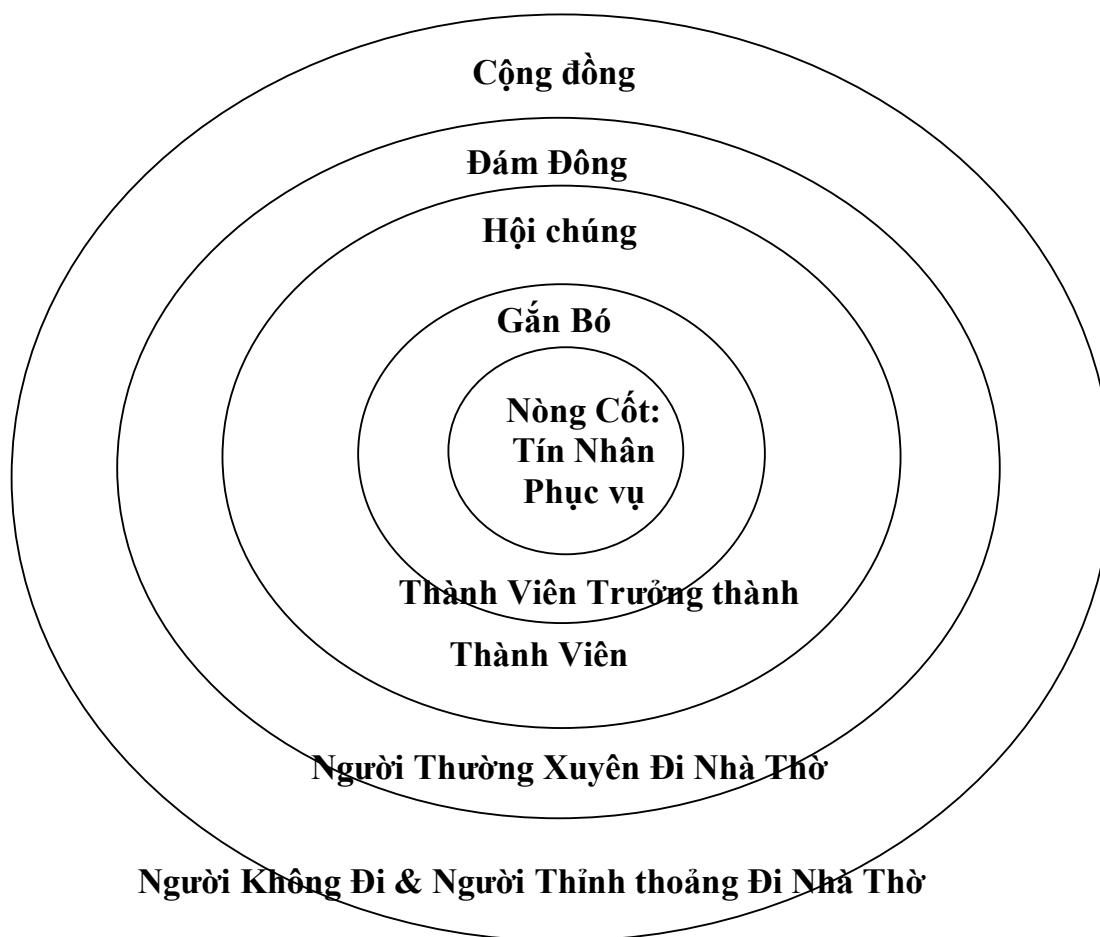 Cộng đồng
Đám Đông
Hội chúng
Gắn Bó
Nòng Cốt:
Tín Nhân
Phục vụ
Thành Viên Trưởng thành
Thành Viên
Người Thường Xuyên Đi Nhà Thờ
Người Không Đi & Người Thỉnh thoảng Đi Nhà Thờ